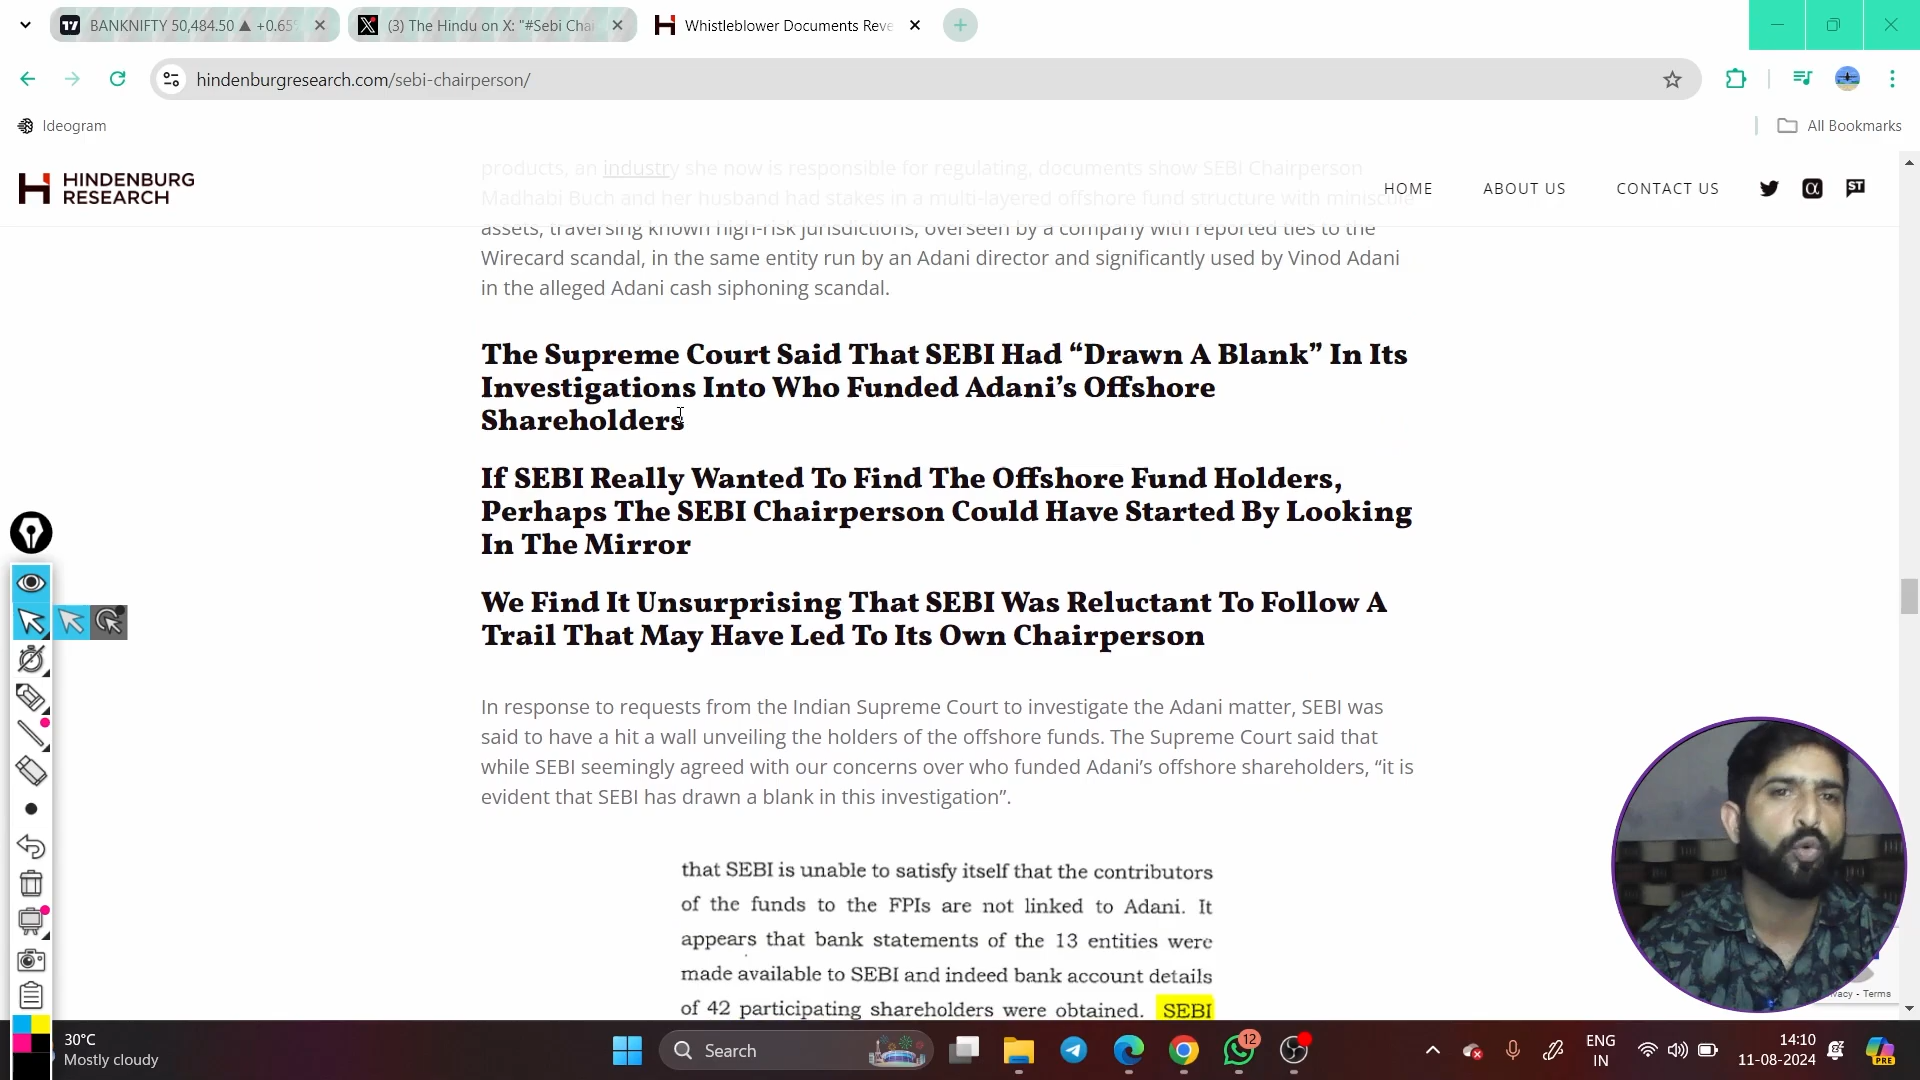 BANKNIFTY 50,484.50 ▲ +0.65%
(3) The Hindu on X: "#Sebi Chai
Whistleblower Documents Reve
hindenburgresearch.com/sebi-chairperson/
Ideogram
All Bookmarks
HINDENBURG
RESEARCH
HOME
ABOUT US
CONTACT US
products, an industry she now is responsible for regulating, documents show SEBI Chairperson
Madhabi Buch and her husband had stakes in a multi-layered offshore fund structure with miniscule
assets, traversing known high-risk jurisdictions, overseen by a company with reported ties to the
Wirecard scandal, in the same entity run by an Adani director and significantly used by Vinod Adani
in the alleged Adani cash siphoning scandal.
The Supreme Court Said That SEBI Had “Drawn A Blank” In Its
Investigations Into Who Funded Adani’s Offshore
Shareholders
If SEBI Really Wanted To Find The Offshore Fund Holders,
Perhaps The SEBI Chairperson Could Have Started By Looking
In The Mirror
We Find It Unsurprising That SEBI Was Reluctant To Follow A
Trail That May Have Led To Its Own Chairperson
In response to requests from the Indian Supreme Court to investigate the Adani matter, SEBI was
said to have a hit a wall unveiling the holders of the offshore funds. The Supreme Court said that
while SEBI seemingly agreed with our concerns over who funded Adani’s offshore shareholders, “it is
evident that SEBI has drawn a blank in this investigation”.
that SEBI is unable to satisfy itself that the contributors
of the funds to the FPIs are not linked to Adani. It
appears that bank statements of the 13 entities were
made available to SEBI and indeed bank account details
of 42 participating shareholders were obtained. SEBI
Terms
30°C
Mostly cloudy
Search
12
ENG
IN
14:10
11-08-2024
PRE